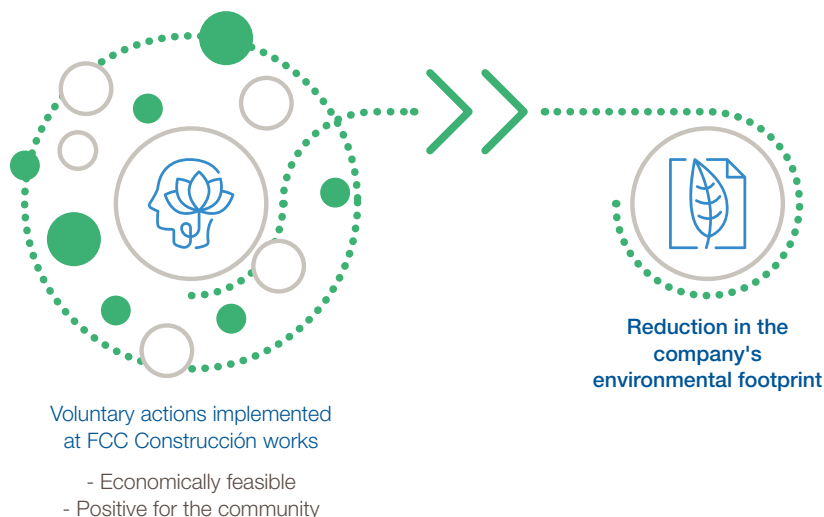 Reduction in the
company's
environmental footprint
Voluntary actions implemented
at FCC Construcción works
- Economically feasible
- Positive for the community